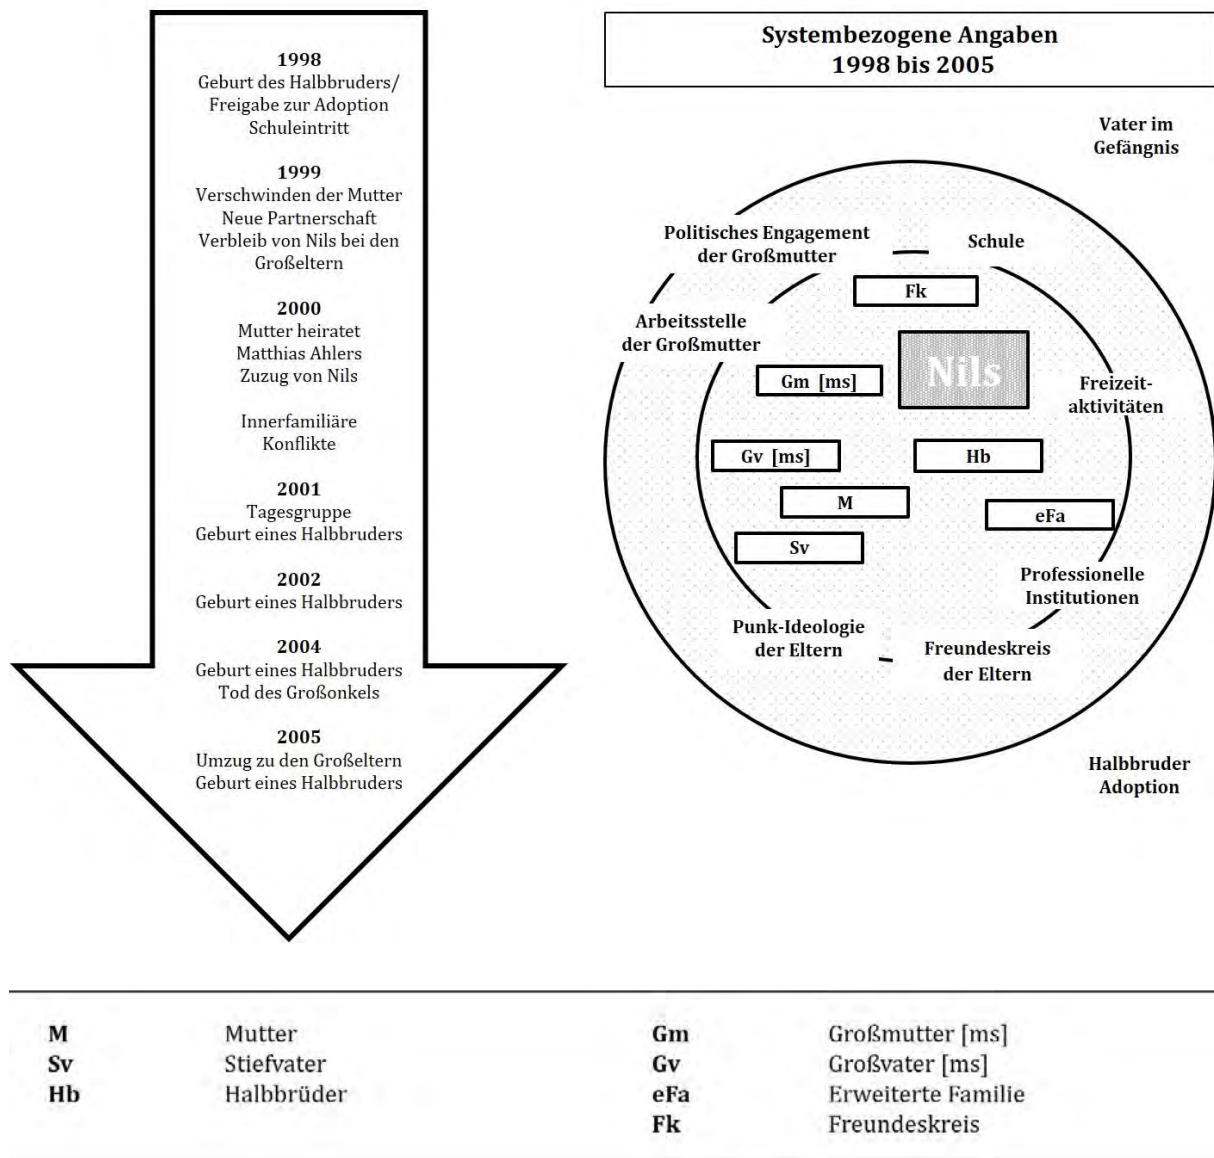 1998
Geburt des Halbbruders/
Freigabe zur Adoption
Schuleintritt
1999
Verschwinden der Mutter
Neue Partnerschaft
Verbleib von Nils bei den
Großeltern
2000
Mutter heiratet
Matthias Ahlers
Zuzug von Nils
Innerfamiliäre
Konflikte
2001
Tagesgruppe
Geburt eines Halbbruders
2002
Geburt eines Halbbruders
2004
Geburt eines Halbbruders
Tod des Großonkels
2005
Umzug zu den Großeltern
Geburt eines Halbbruders
Systembezogene Angaben
1998 bis 2005
Vater im
Gefängnis
Politisches Engagement
der Großmutter
Schule
Fk
Arbeitsstelle
der Großmutter
Nils
Gm [ms]
Freizeit-
aktivitäten
Gv [ms]
Hb
M
eFa
Sv
Professionelle
Institutionen
Punk-Ideologie
der Eltern
Freundeskreis
der Eltern
Halbbruder
Adoption
M Mutter
Sv Stiefvater
Hb Halbbrüder
Gm Großmutter [ms]
Gv Großvater [ms]
eFa Erweiterte Familie
Fk Freundeskreis